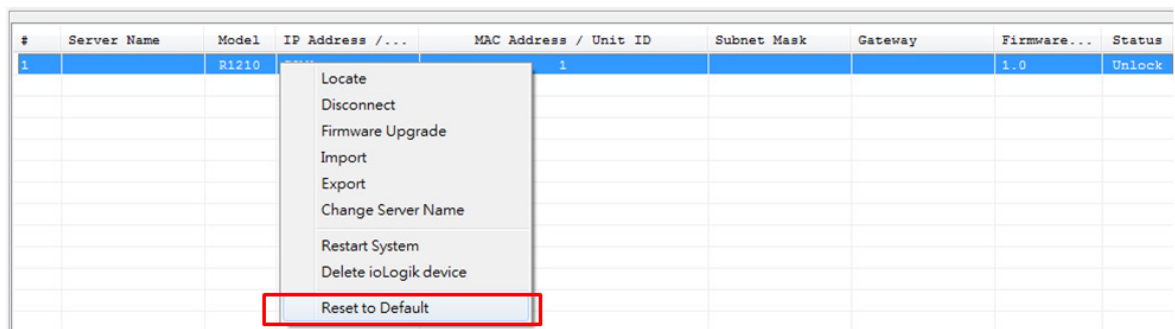 # Server Name Model IP Address /... MAC Address / Unit ID Subnet Mask Gateway Firmware... Status
1 R1210 1 1.0 Unlock
Locate
Disconnect
Firmware Upgrade
Import
Export
Change Server Name
Restart System
Delete ioLogik device
Reset to Default